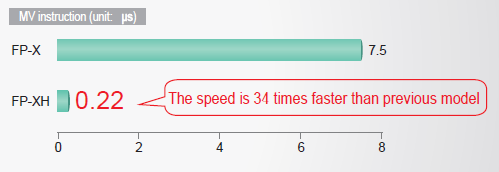 MV instruction (unit: μs)
FP-X 7.5
FP-XH 0.22 The speed is 34 times faster than previous model
0 2 4 6 8